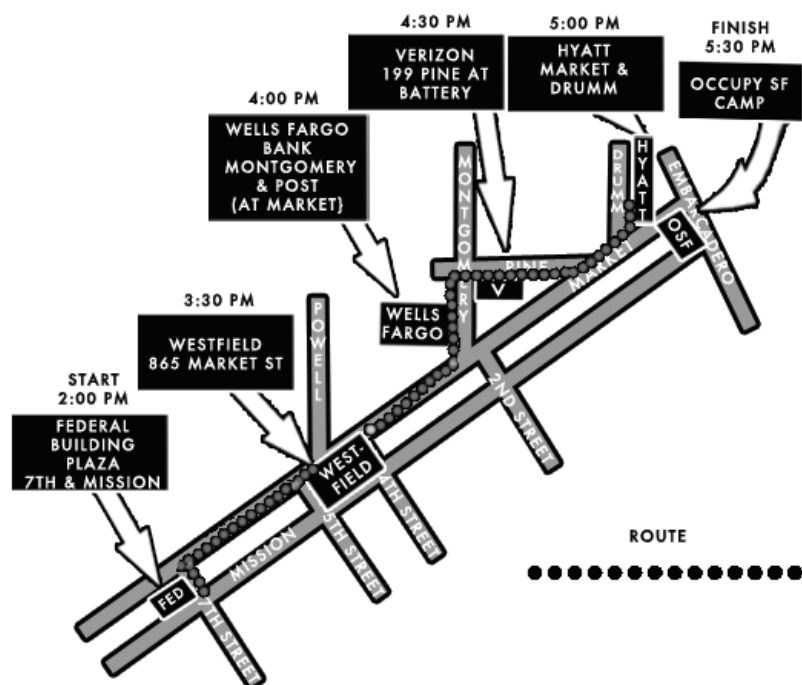 4:30 PM
VERIZON
199 PINE AT
BATTERY
5:00 PM
HYATT
MARKET &
DRUMM
FINISH
5:30 PM
OCCUPY SF
CAMP
4:00 PM
WELLS FARGO
BANK
MONTGOMERY
& POST
(AT MARKET}
3:30 PM
WESTFIELD
865 MARKET ST
START
2:00 PM
FEDERAL
BUILDING
PLAZA
7TH & MISSION
MONTGOMERY
DRUMM
HYATT
EMBARCADERO
OSF
PINE
V
MARKET
WELLS
FARGO
POWELL
2ND STREET
WEST-
FIELD
4TH STREET
5TH STREET
MISSION
FED
7TH STREET
ROUTE